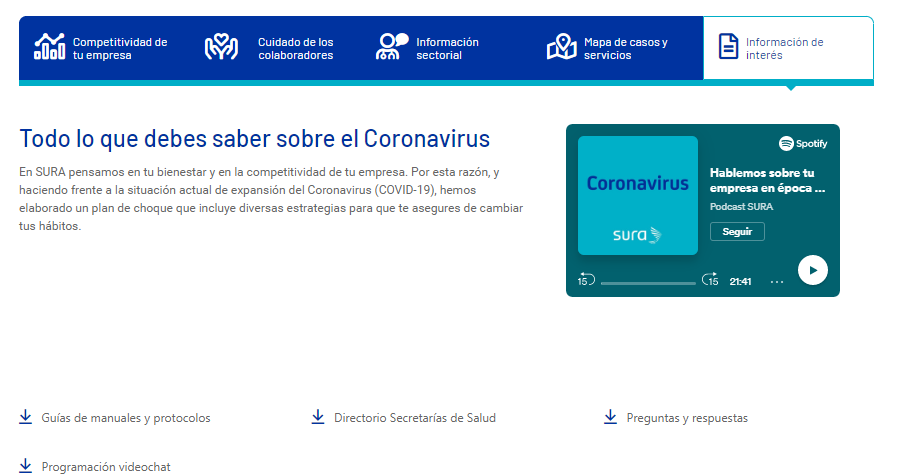 Competitividad de
tu empresa
Cuidado de los
colaboradores
Información
sectorial
Mapa de casos y
servicios
Información de
interés
Todo lo que debes saber sobre el Coronavirus
En SURA pensamos en tu bienestar y en la competitividad de tu empresa. Por esta razón, y
haciendo frente a la situación actual de expansión del Coronavirus (COVID-19), hemos
elaborado un plan de choque que incluye diversas estrategias para que te asegures de cambiar
tus hábitos.
Spotify
Coronavirus
sura
Hablemos sobre tu
empresa en época ...
Podcast SURA
Seguir
15
15
21:41
Guías de manuales y protocolos
Directorio Secretarías de Salud
Preguntas y respuestas
Programación videochat